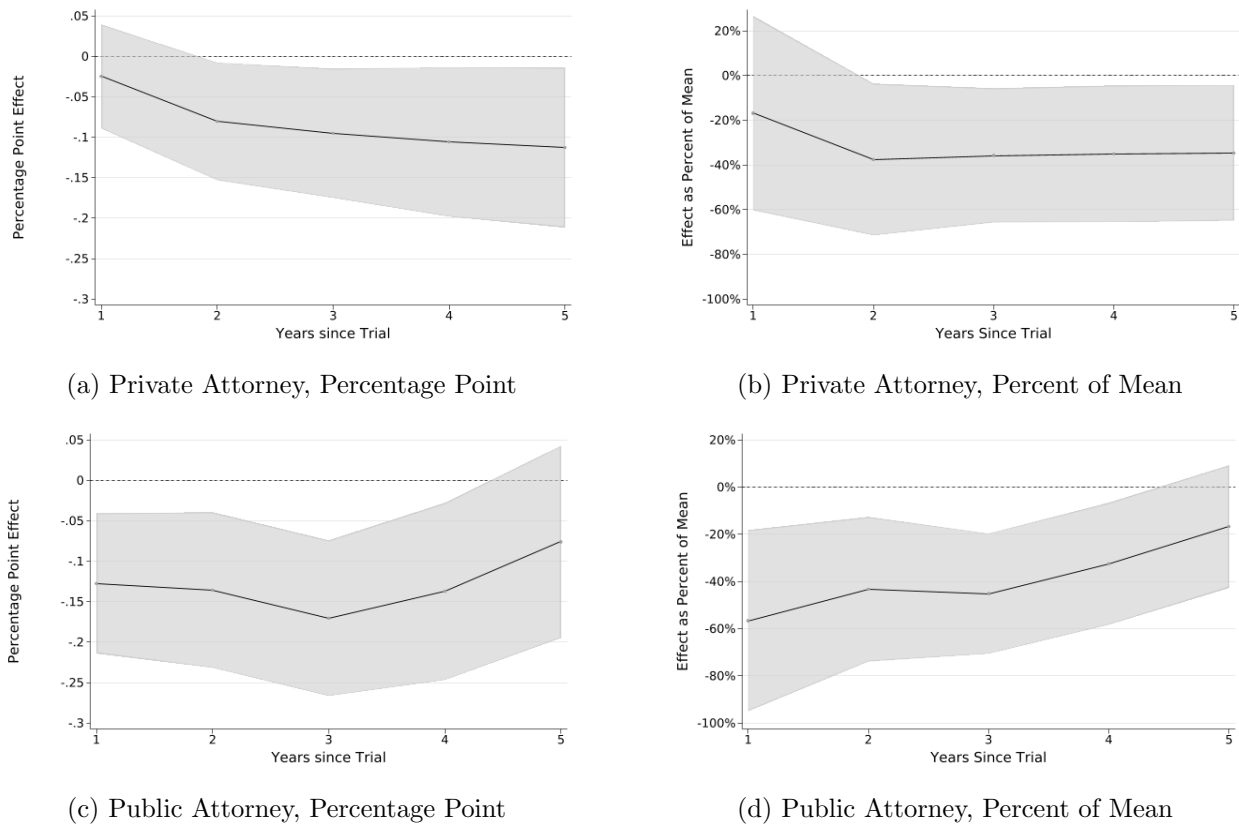 .05
0
-.05
-.1
-.15
-.2
-.25
-.3
Percentage Point Effect
1 2 3 4 5
Years since Trial
(a) Private Attorney, Percentage Point
20%
0%
-20%
-40%
-60%
-80%
-100%
Effect as Percent of Mean
1 2 3 4 5
Years Since Trial
(b) Private Attorney, Percent of Mean
.05
0
-.05
-.1
-.15
-.2
-.25
-.3
Percentage Point Effect
1 2 3 4 5
Years since Trial
(c) Public Attorney, Percentage Point
20%
0%
-20%
-40%
-60%
-80%
-100%
Effect as Percent of Mean
1 2 3 4 5
Years Since Trial
(d) Public Attorney, Percent of Mean